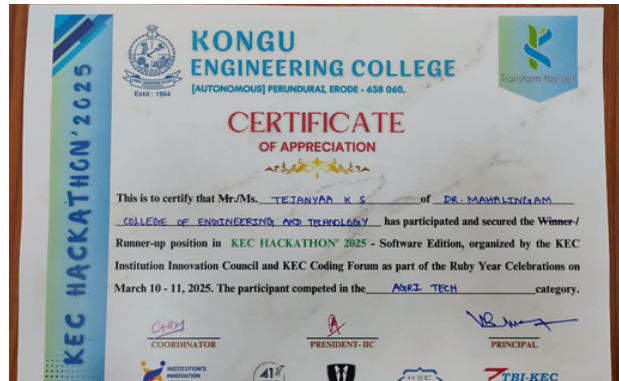 KONGU
ENGINEERING COLLEGE
[AUTONOMOUS] PERUNDURAI, ERODE - 638 060.
Estd : 1984
Transform Yourself
KEC HACKATHON'2025
CERTIFICATE
OF APPRECIATION
This is to certify that Mr./Ms. TEJANYAA K S of DR. MAHALINGAM
COLLEGE OF ENGINEERING AND TECHNOLOGY has participated and secured the Winner /
Runner-up position in KEC HACKATHON' 2025 - Software Edition, organized by the KEC
Institution Innovation Council and KEC Coding Forum as part of the Ruby Year Celebrations on
March 10 - 11, 2025. The participant competed in the AGRI TECH category.
COORDINATOR
PRESIDENT- IIC
PRINCIPAL
INSTITUTION'S
INNOVATION
41
KEC
TBI-KEC